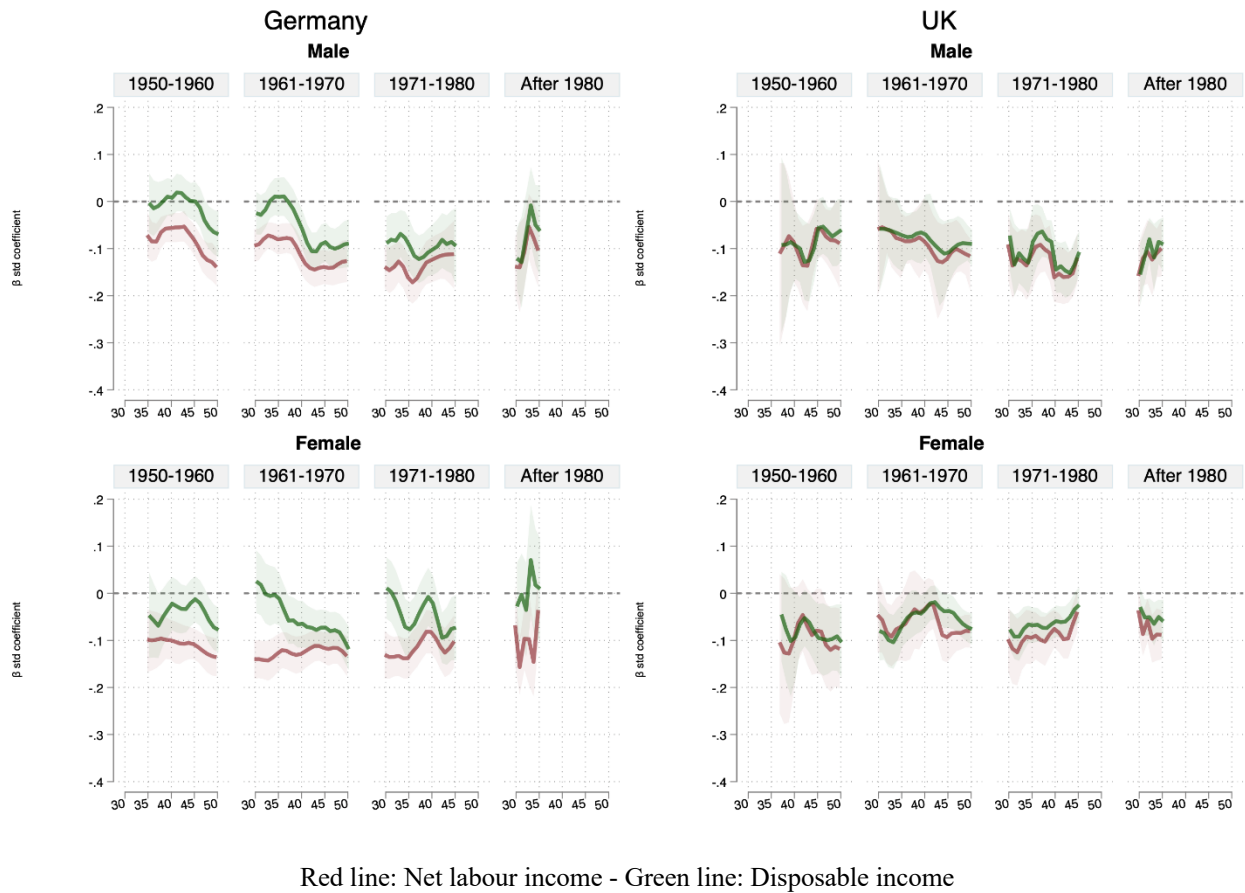 Germany
UK
Male
Male
1950-1960 1961-1970 1971-1980 After 1980
1950-1960 1961-1970 1971-1980 After 1980
.2
.1
0
-.1
-.2
-.3
-.4
β std coefficient
30 35 40 45 50 30 35 40 45 50 30 35 40 45 50 30 35 40 45 50
.2
.1
0
-.1
-.2
-.3
-.4
β std coefficient
30 35 40 45 50 30 35 40 45 50 30 35 40 45 50 30 35 40 45 50
Female
Female
1950-1960 1961-1970 1971-1980 After 1980
1950-1960 1961-1970 1971-1980 After 1980
.2
.1
0
-.1
-.2
-.3
-.4
β std coefficient
30 35 40 45 50 30 35 40 45 50 30 35 40 45 50 30 35 40 45 50
.2
.1
0
-.1
-.2
-.3
-.4
β std coefficient
30 35 40 45 50 30 35 40 45 50 30 35 40 45 50 30 35 40 45 50
Red line: Net labour income - Green line: Disposable income